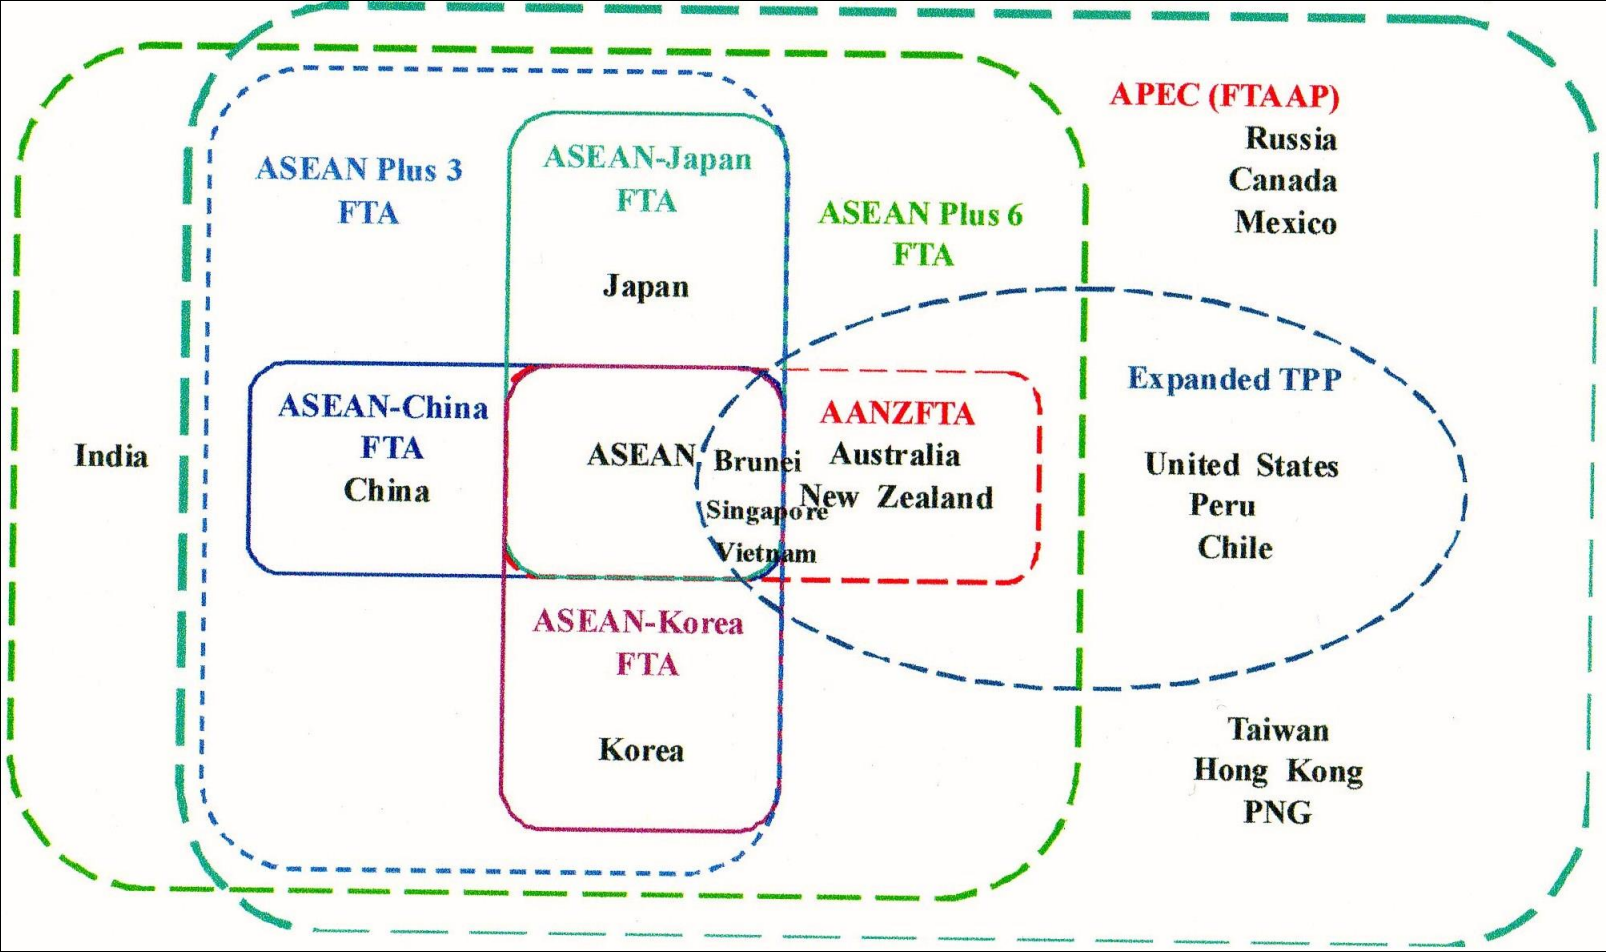 APEC (FTAAP)
Russia
Canada
Mexico
ASEAN Plus 3
FTA
ASEAN-Japan
FTA
Japan
ASEAN Plus 6
FTA
India
ASEAN-China
FTA
China
ASEAN
Brunei
Singapore
Vietnam
AANZFTA
Australia
New Zealand
Expanded TPP
United States
Peru
Chile
ASEAN-Korea
FTA
Korea
Taiwan
Hong Kong
PNG